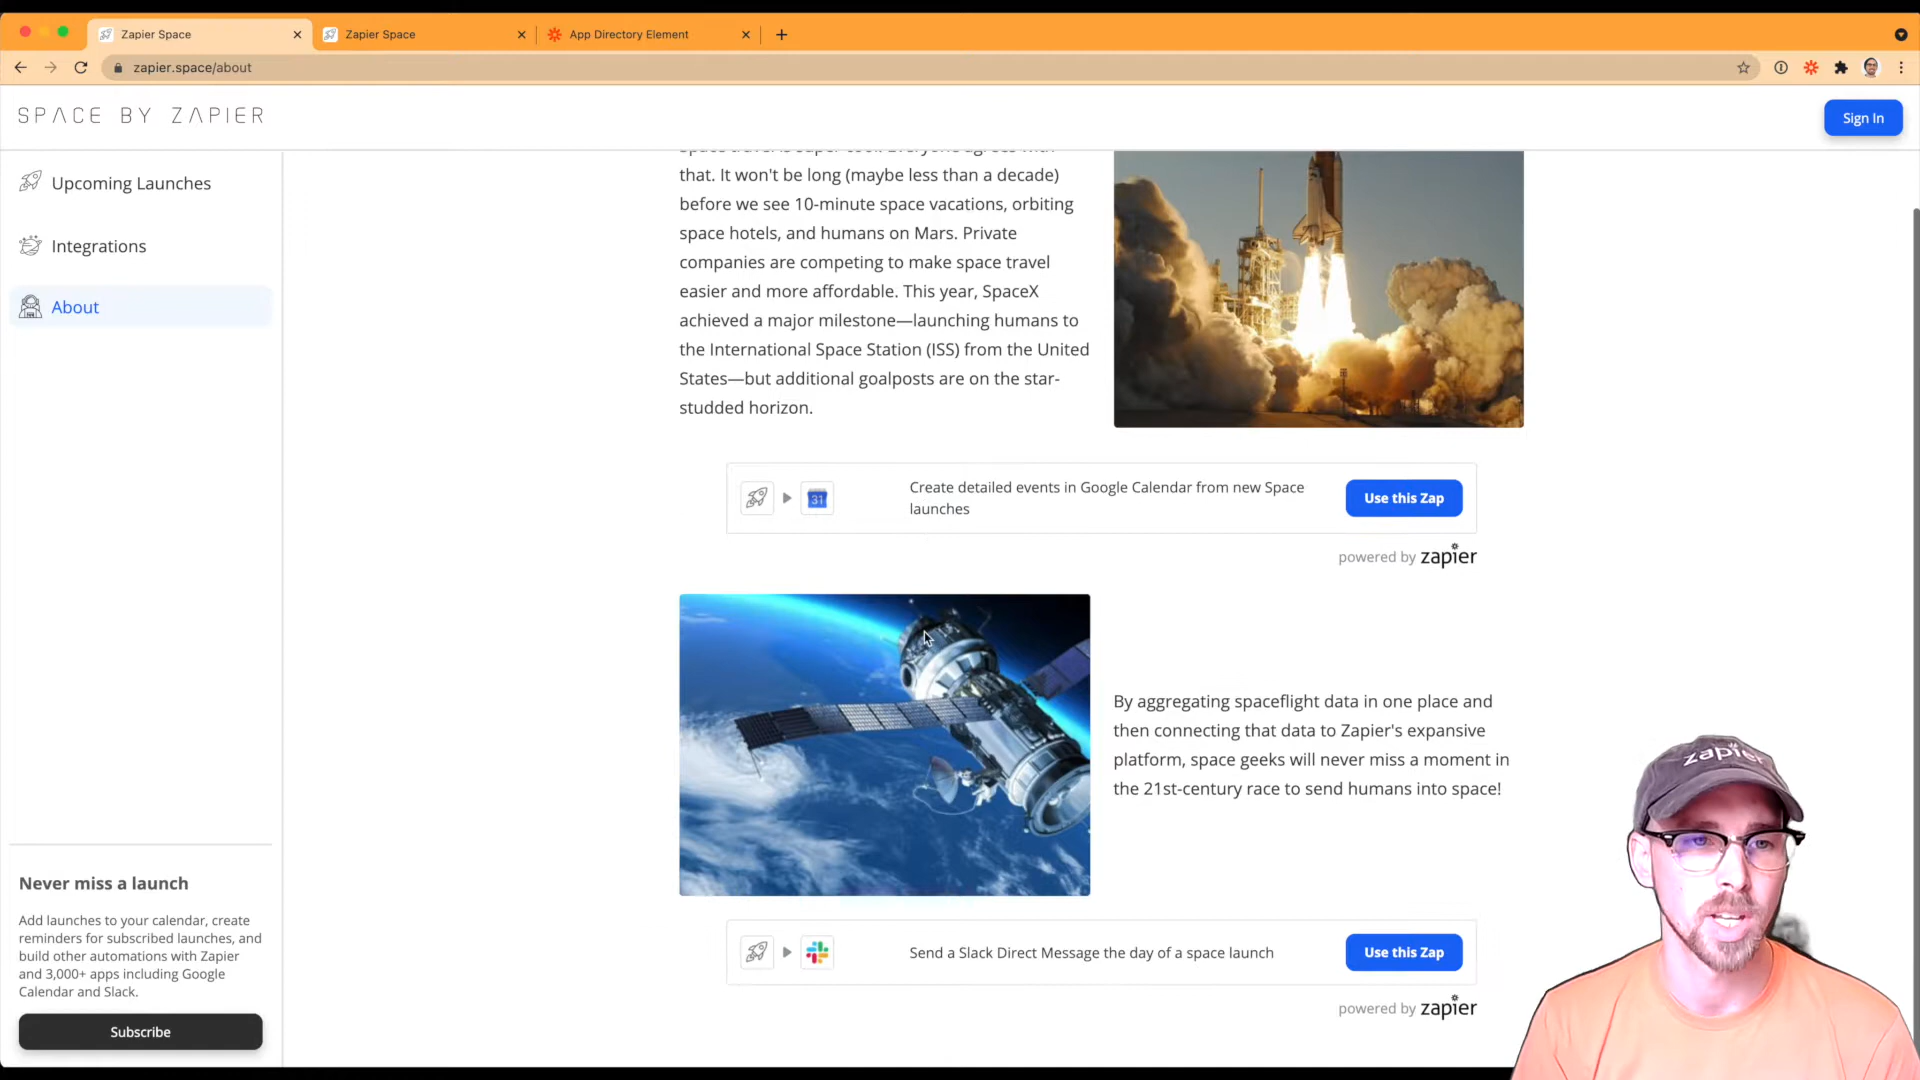 Zapier Space
Zapier Space
App Directory Element
zapier.space/about
SPACE BY ZAPIER
Sign In
Upcoming Launches
Integrations
About
that. It won't be long (maybe less than a decade)
before we see 10-minute space vacations, orbiting
space hotels, and humans on Mars. Private
companies are competing to make space travel
easier and more affordable. This year, SpaceX
achieved a major milestone—launching humans to
the International Space Station (ISS) from the United
States—but additional goalposts are on the star-
studded horizon.
31
Create detailed events in Google Calendar from new Space
launches
Use this Zap
powered by zapier
By aggregating spaceflight data in one place and
then connecting that data to Zapier's expansive
platform, space geeks will never miss a moment in
the 21st-century race to send humans into space!
Send a Slack Direct Message the day of a space launch
Use this Zap
powered by zapier
Never miss a launch
Add launches to your calendar, create
reminders for subscribed launches, and
build other automations with Zapier
and 3,000+ apps including Google
Calendar and Slack.
Subscribe
zapier